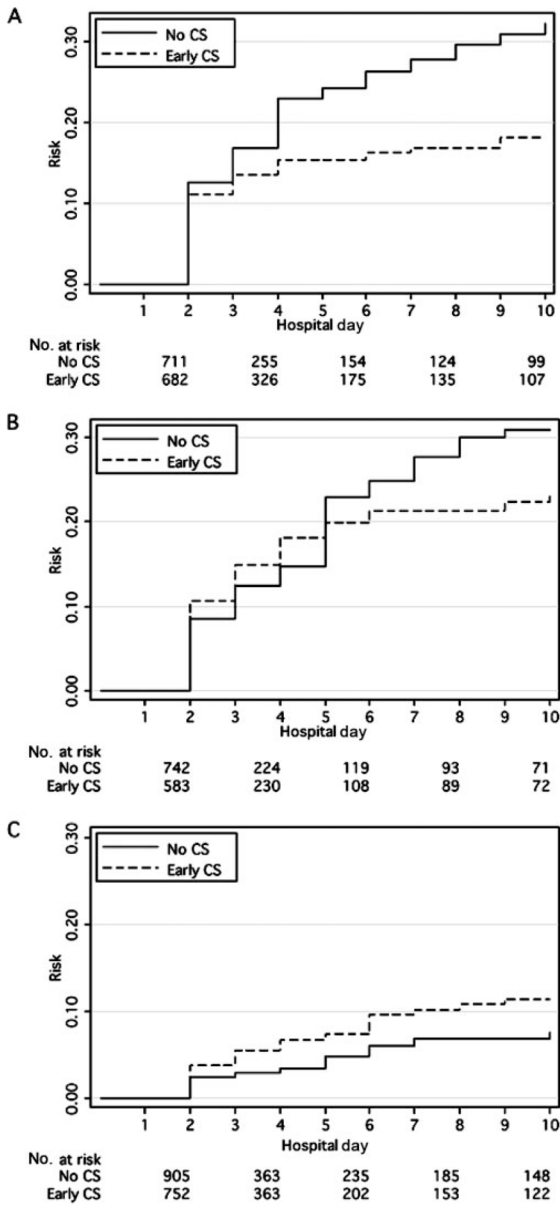 A
No CS
Early CS
0.30
0.20
0.10
0.00
Risk
1 2 3 4 5 6 7 8 9 10
Hospital day
No. at risk
No CS 711 255 154 124 99
Early CS 682 326 175 135 107
B
No CS
Early CS
0.30
0.20
0.10
0.00
Risk
1 2 3 4 5 6 7 8 9 10
Hospital day
No. at risk
No CS 742 224 119 93 71
Early CS 583 230 108 89 72
C
No CS
Early CS
0.30
0.20
0.10
0.00
Risk
1 2 3 4 5 6 7 8 9 10
Hospital day
No. at risk
No CS 905 363 235 185 148
Early CS 752 363 202 153 122